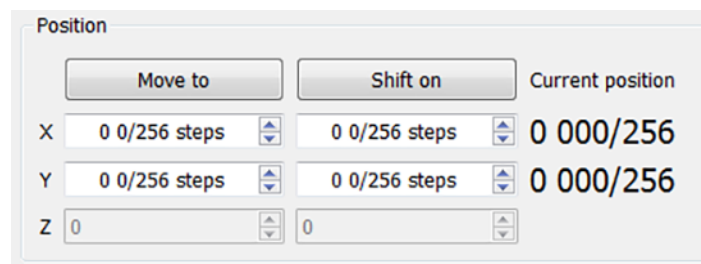 Position
Move to Shift on Current position
X 0 0/256 steps 0 0/256 steps 0 000/256
Y 0 0/256 steps 0 0/256 steps 0 000/256
Z 0 0